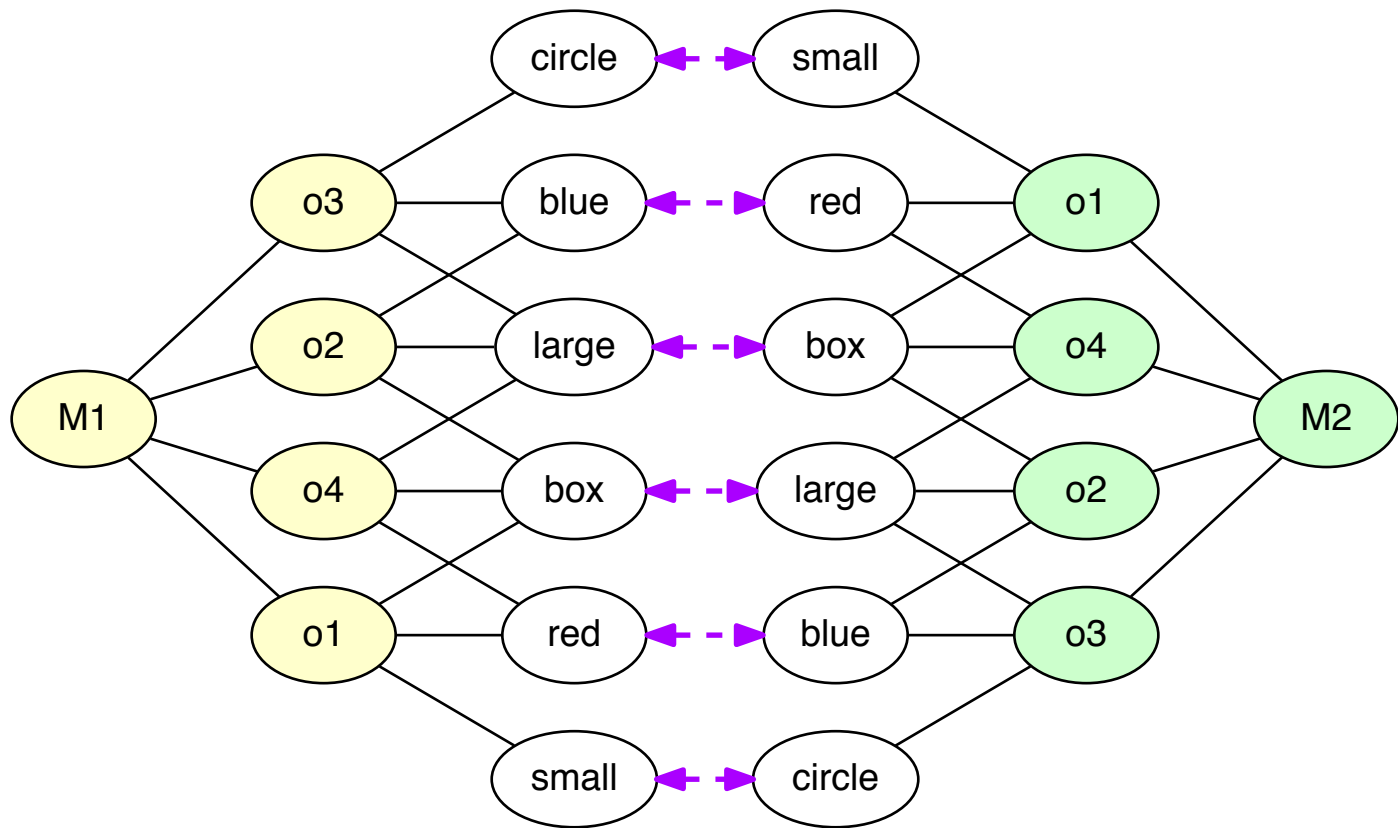 circle small
o3 blue red o1
o2 large box o4
M1 M2
o4 box large o2
o1 red blue o3
small circle